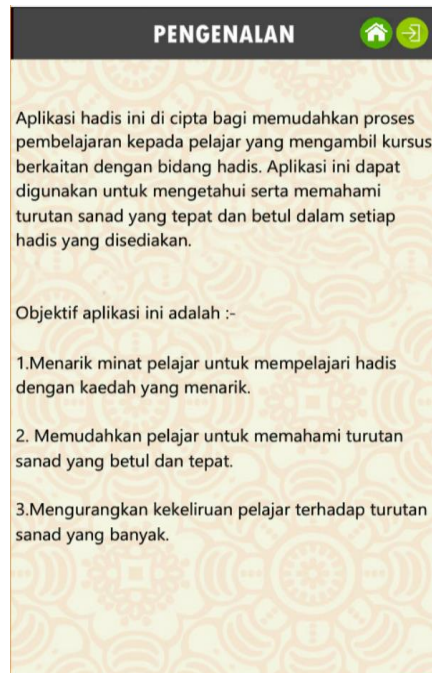 PENGENALAN
Aplikasi hadis ini di cipta bagi memudahkan proses
pembelajaran kepada pelajar yang mengambil kursus
berkaitan dengan bidang hadis. Aplikasi ini dapat
digunakan untuk mengetahui serta memahami
turutan sanad yang tepat dan betul dalam setiap
hadis yang disediakan.
Objektif aplikasi ini adalah :-
1.Menarik minat pelajar untuk mempelajari hadis
dengan kaedah yang menarik.
2. Memudahkan pelajar untuk memahami turutan
sanad yang betul dan tepat.
3.Mengurangkan kekeliruan pelajar terhadap turutan
sanad yang banyak.